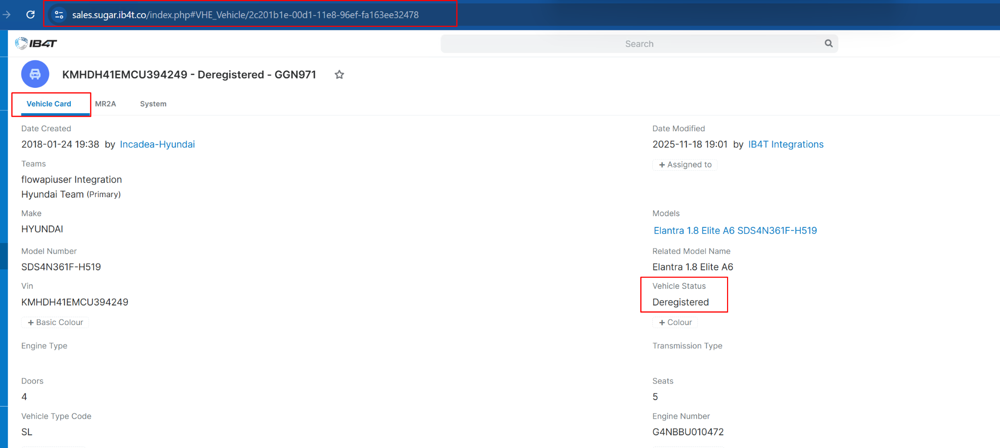 sales.sugar.ib4t.co/index.php#VHE_Vehicle/2c201b1e-00d1-11e8-96ef-fa163ee32478
IB4T
Search
KMHDH41EMCU394249 - Deregistered - GGN971
Vehicle Card
MR2A
System
Date Created
2018-01-24 19:38 by Incadea-Hyundai
Date Modified
2025-11-18 19:01 by IB4T Integrations
Teams
flowapiuser Integration
Hyundai Team (Primary)
+ Assigned to
Make
HYUNDAI
Models
Elantra 1.8 Elite A6 SDS4N361F-H519
Model Number
SDS4N361F-H519
Related Model Name
Elantra 1.8 Elite A6
Vin
KMHDH41EMCU394249
Vehicle Status
Deregistered
+ Basic Colour
+ Colour
Engine Type
Transmission Type
Doors
4
Seats
5
Vehicle Type Code
SL
Engine Number
G4NBBU010472